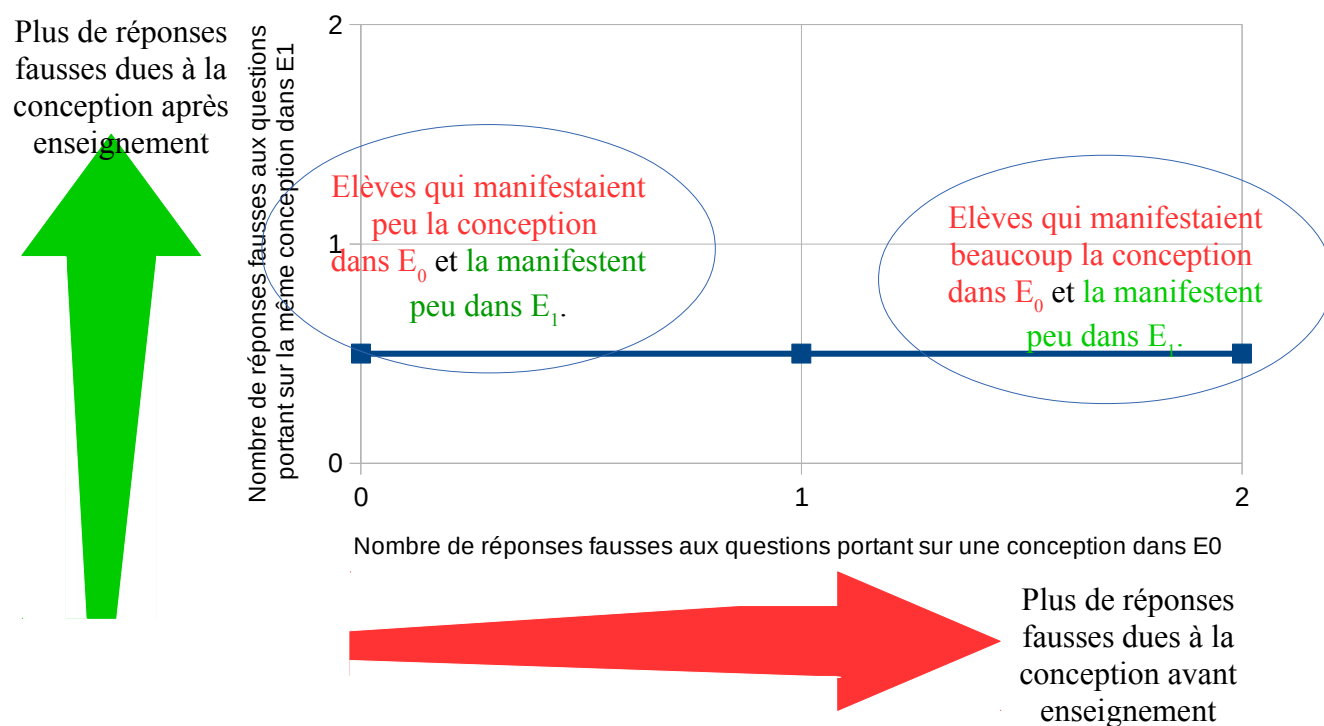 Plus de réponses
fausses dues à la
conception après
enseignement
Nombre de réponses fausses aux questions
portant sur la même conception dans E1
2
1
0
Elèves qui manifestaient
peu la conception
dans E₀ et la manifestent
peu dans E₁.
Elèves qui manifestaient
beaucoup la conception
dans E₀ et la manifestent
peu dans E₁.
0
1
2
Nombre de réponses fausses aux questions portant sur une conception dans E0
Plus de réponses
fausses dues à la
conception avant
enseignement